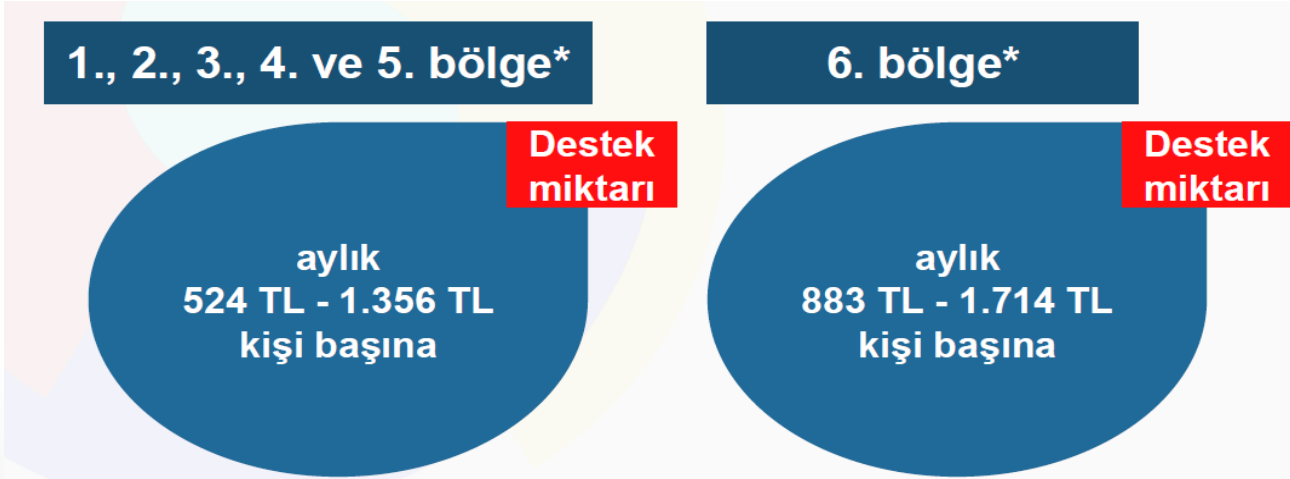 1., 2., 3., 4. ve 5. bölge*
Destek
miktarı
aylık
524 TL - 1.356 TL
kişi başına
6. bölge*
Destek
miktarı
aylık
883 TL - 1.714 TL
kişi başına